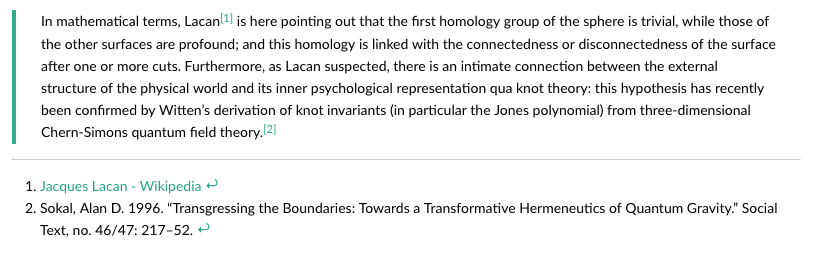 In mathematical terms, Lacan[1] is here pointing out that the first homology group of the sphere is trivial, while those of
the other surfaces are profound; and this homology is linked with the connectedness or disconnectedness of the surface
after one or more cuts. Furthermore, as Lacan suspected, there is an intimate connection between the external
structure of the physical world and its inner psychological representation qua knot theory: this hypothesis has recently
been confirmed by Witten’s derivation of knot invariants (in particular the Jones polynomial) from three-dimensional
Chern-Simons quantum field theory.[2]
1. Jacques Lacan - Wikipedia ↩
2. Sokal, Alan D. 1996. “Transgressing the Boundaries: Towards a Transformative Hermeneutics of Quantum Gravity.” Social
Text, no. 46/47: 217–52. ↩